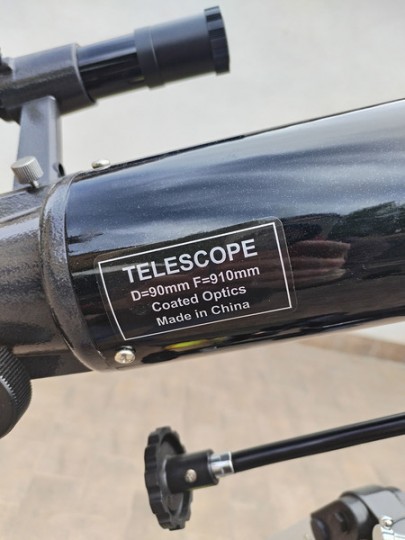 TELESCOPE
D=90mm F=910mm
Coated Optics
Made in China